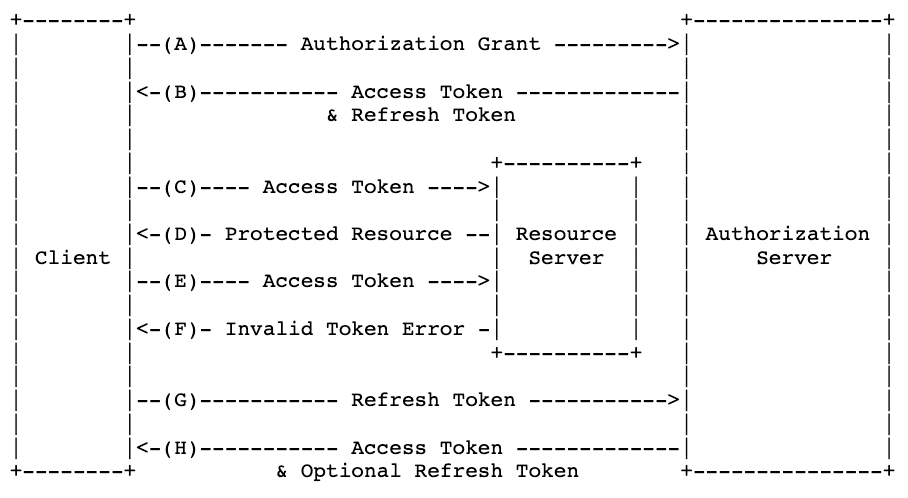 --(A)------- Authorization Grant --------->
<-(B)----------- Access Token -------------
& Refresh Token
--(C)---- Access Token ---->
<-(D)- Protected Resource --
Resource
Server
Authorization
Server
Client
--(E)---- Access Token ---->
<-(F)- Invalid Token Error -
--(G)----------- Refresh Token ----------->
<-(H)----------- Access Token -------------
& Optional Refresh Token